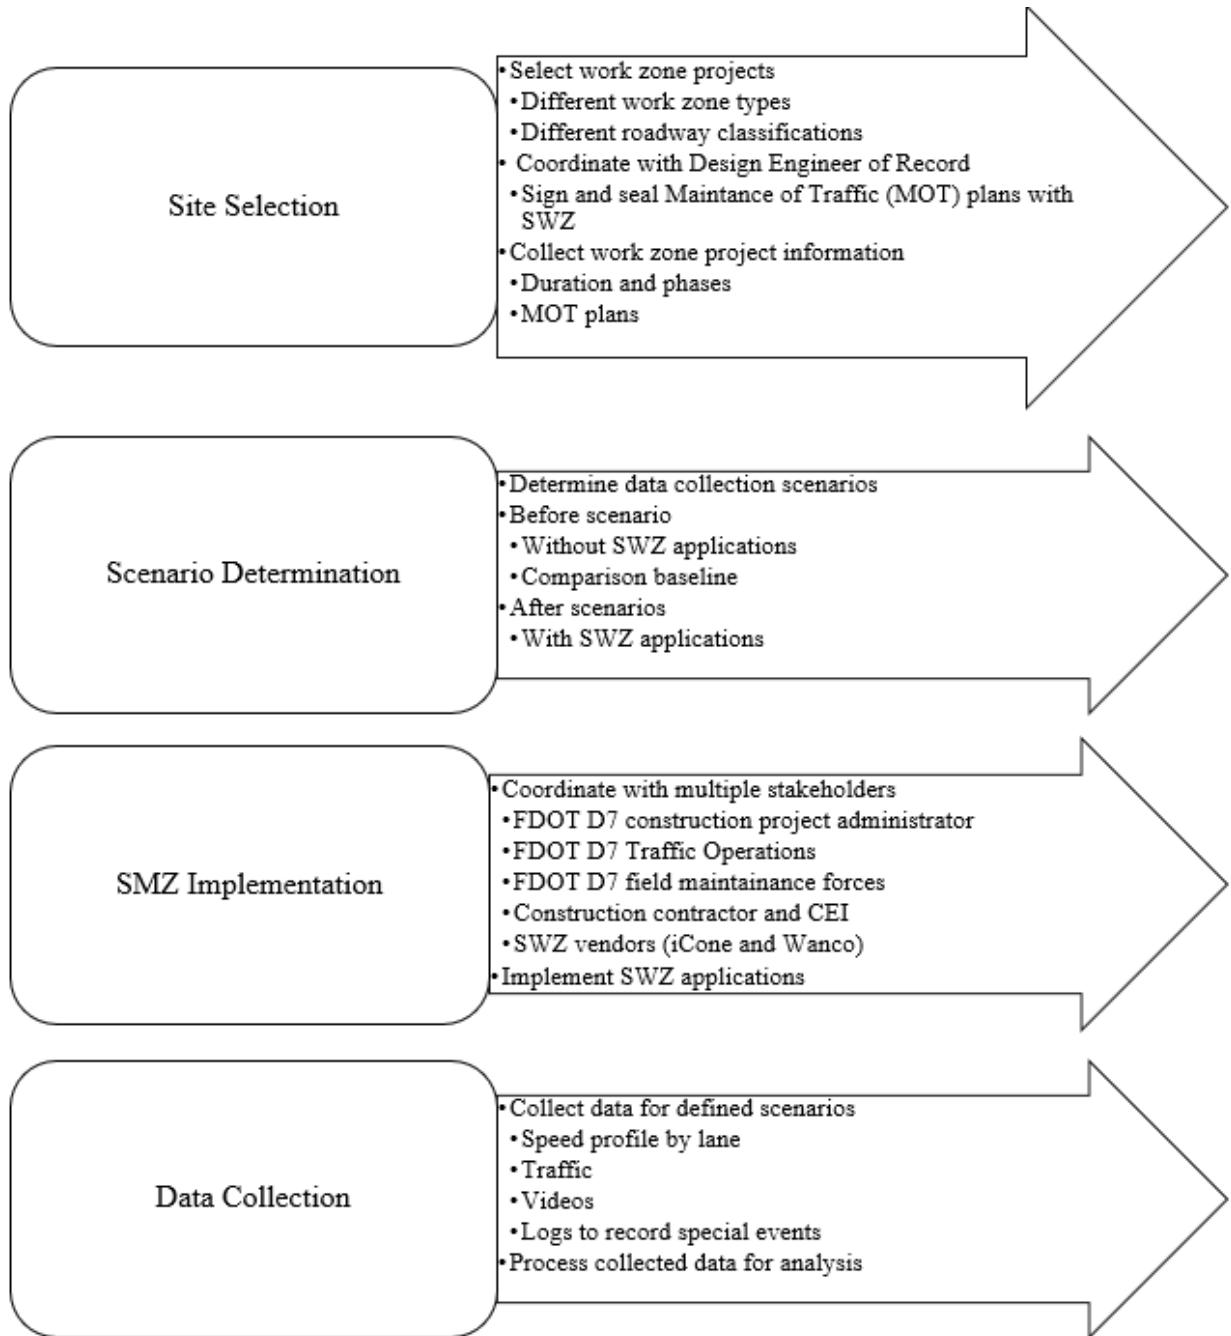 Site Selection
•Select work zone projects
•Different work zone types
•Different roadway classifications
• Coordinate with Design Engineer of Record
•Sign and seal Maintance of Traffic (MOT) plans with
SWZ
•Collect work zone project information
•Duration and phases
•MOT plans
Scenario Determination
•Determine data collection scenarios
•Before scenario
•Without SWZ applications
•Comparison baseline
•After scenarios
•With SWZ applications
SMZ Implementation
•Coordinate with multiple stakeholders
•FDOT D7 construction project administrator
•FDOT D7 Traffic Operations
•FDOT D7 field maintainance forces
•Construction contractor and CEI
•SWZ vendors (iCone and Wanco)
•Implement SWZ applications
Data Collection
•Collect data for defined scenarios
•Speed profile by lane
•Traffic
•Videos
•Logs to record special events
•Process collected data for analysis